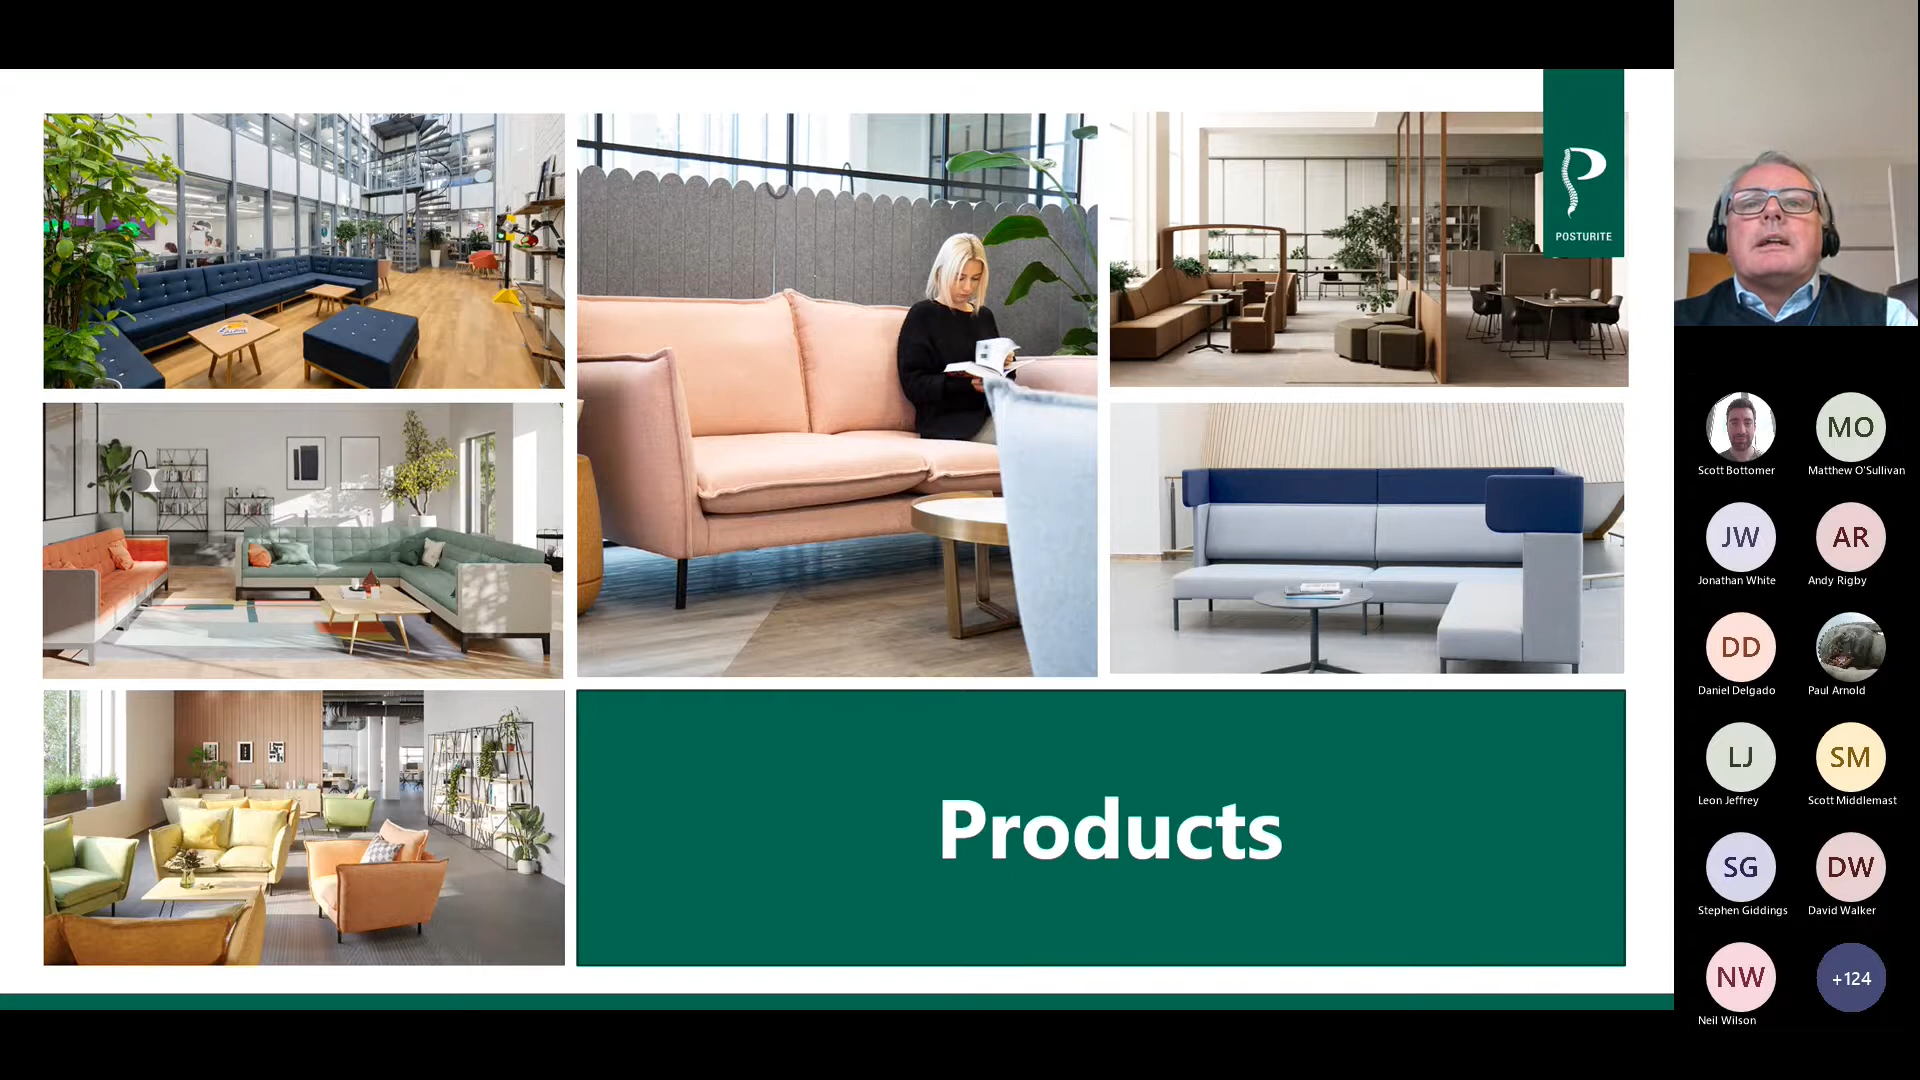 POSTURITE
Products
Scott Bottomer
MO
Matthew O'Sullivan
JW
Jonathan White
AR
Andy Rigby
DD
Daniel Delgado
Paul Arnold
LJ
Leon Jeffrey
SM
Scott Middlemast
SG
Stephen Giddings
DW
David Walker
NW
Neil Wilson
+124